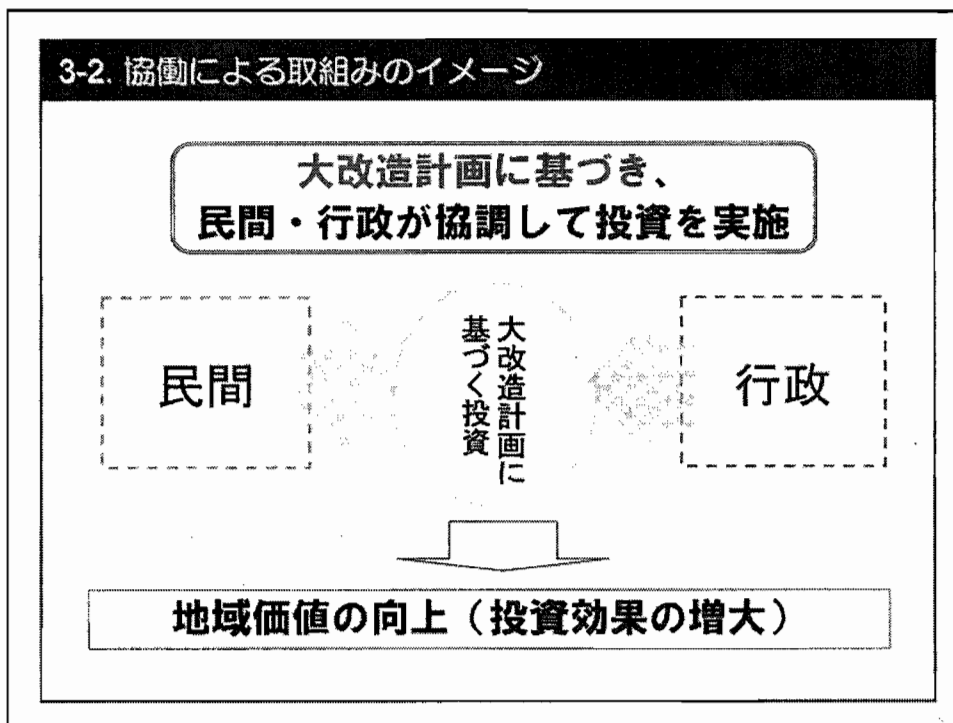 3-2. 協働による取組みのイメージ
大改造計画に基づき、
民間・行政が協調して投資を実施
民間
大改造計画に
基づく投資
行政
地域価値の向上（投資効果の増大）